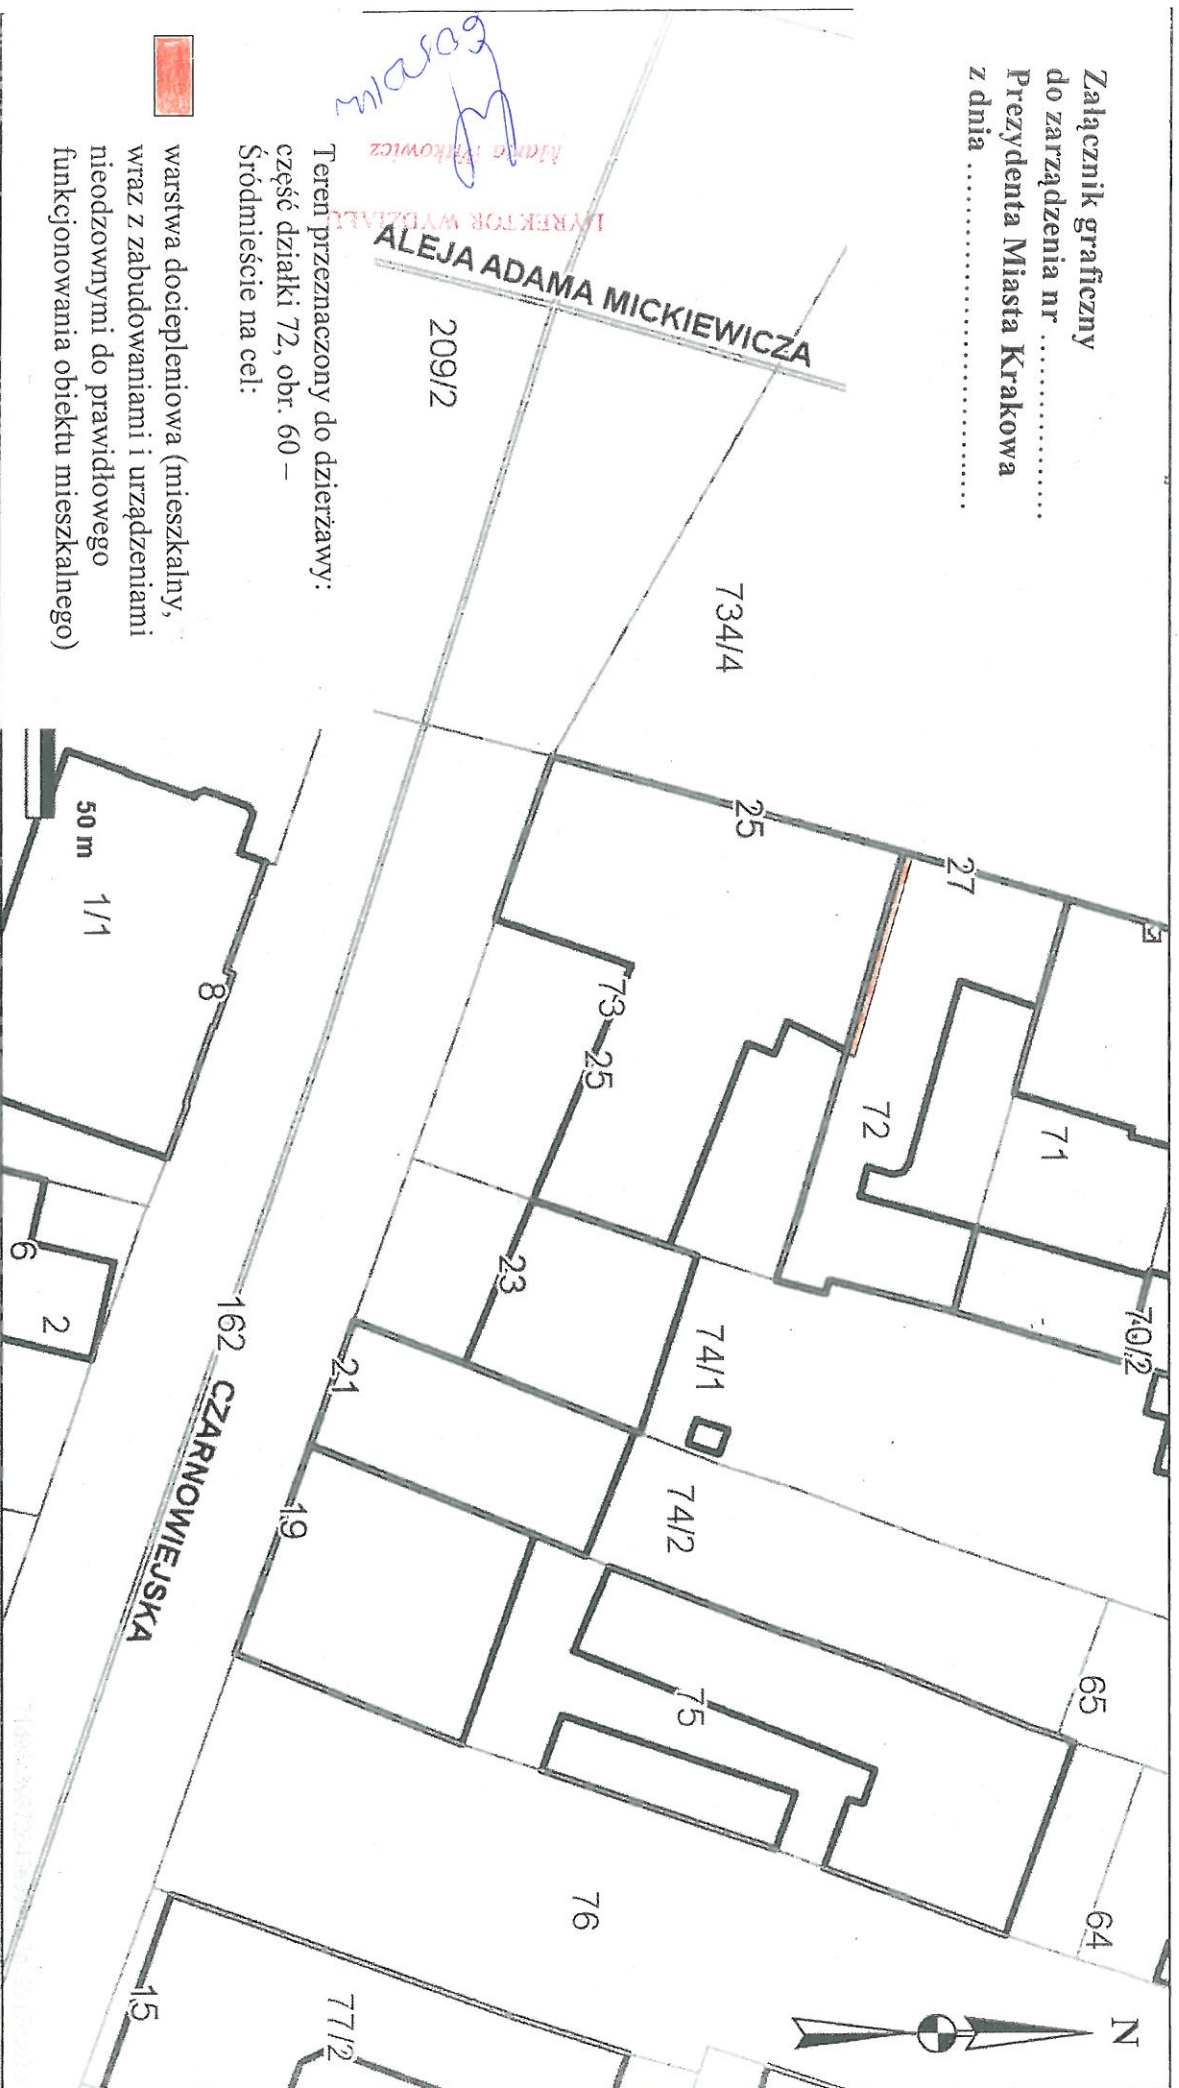 Załącznik graficzny
do zarządzenia nr .....................
Prezydenta Miasta Krakowa
z dnia ........................................
N
ALEJA ADAMA MICKIEWICZA
209/2
734/4
25
27
73
25
72
71
70/2
23
74/1
74/2
21
19
75
65
64
76
77/2
15
162 CZARNOWIEJSKA
8
1/1
6
2
50 m
DYREKTOR WYDZIAŁU
Maria Witkowicz
Teren przeznaczony do dzierżawy:
część działki 72, obr. 60 –
Śródmieście na cel:
warstwa dociepleniowa (mieszkalny,
wraz z zabudowaniami i urządzeniami
nieodzownymi do prawidłowego
funkcjonowania obiektu mieszkalnego)